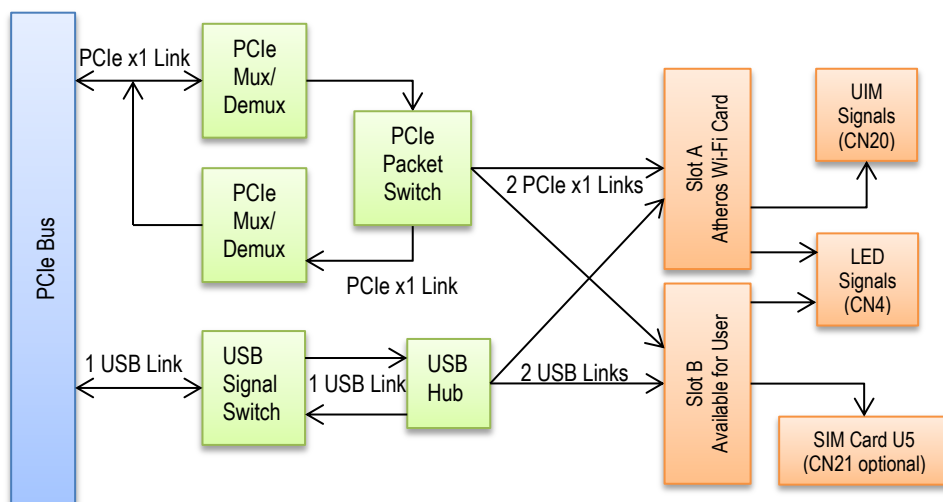 PCIe Bus
PCIe x1 Link
PCIe
Mux/
Demux
PCIe
Mux/
Demux
PCIe
Packet
Switch
PCIe x1 Link
2 PCIe x1 Links
Slot A
Atheros Wi-Fi Card
UIM
Signals
(CN20)
LED
Signals
(CN4)
1 USB Link
USB
Signal
Switch
1 USB Link
USB
Hub
2 USB Links
Slot B
Available for User
SIM Card U5
(CN21 optional)